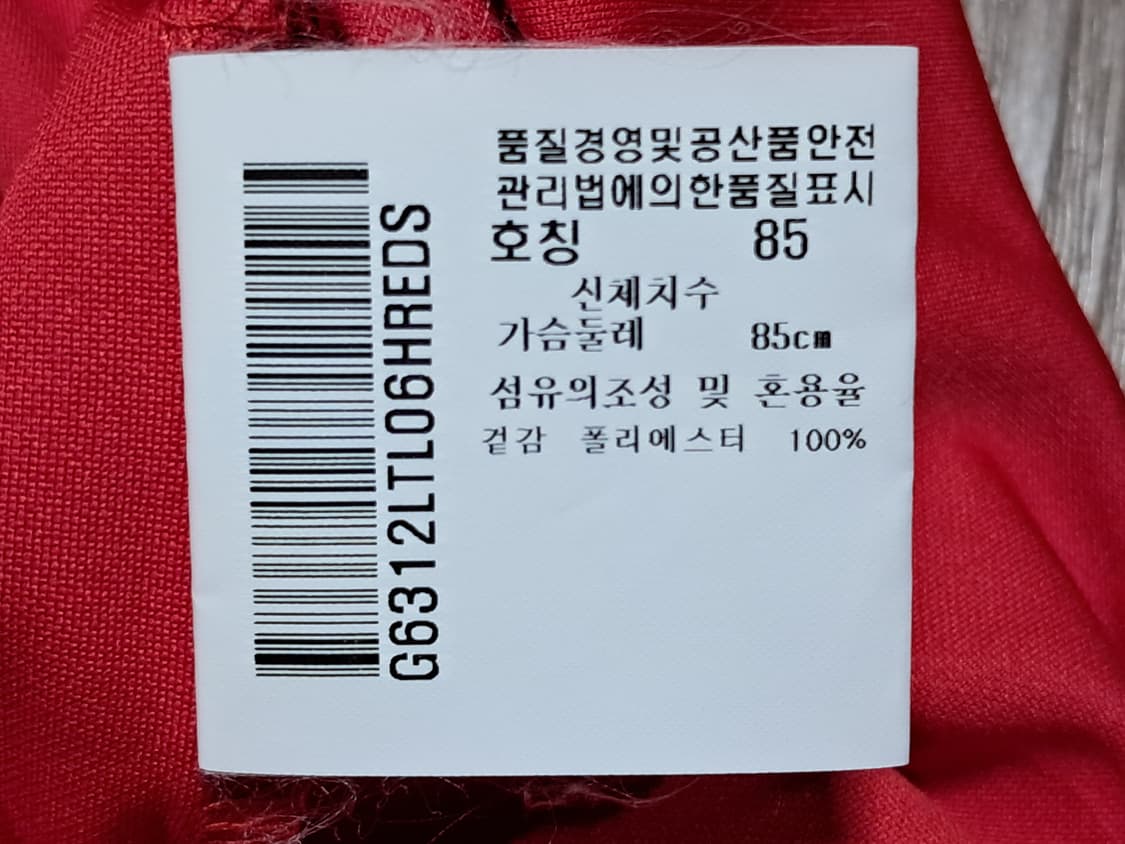 품질경영및공산품안전
관리법에의한품질표시
호칭 85
신체치수
가슴둘레 85cm
섬유의조성 및 혼용율
겉감 폴리에스터 100%
G6312LTL06HREDS